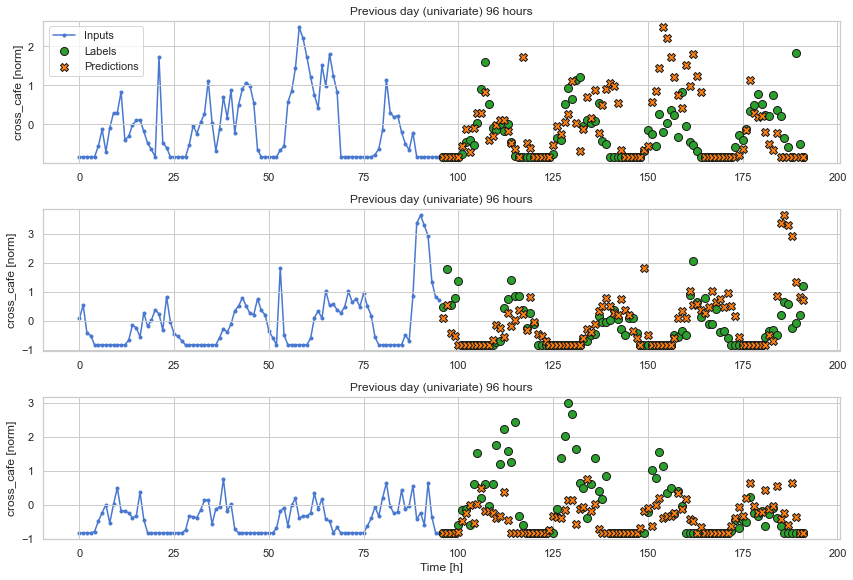 Previous day (univariate) 96 hours
Inputs
Labels
Predictions
cross_cafe [norm]
2
1
0
0 25 50 75 100 125 150 175 200
Previous day (univariate) 96 hours
cross_cafe [norm]
3
2
1
0
−1
0 25 50 75 100 125 150 175 200
Previous day (univariate) 96 hours
cross_cafe [norm]
3
2
1
0
−1
0 25 50 75 100 125 150 175 200
Time [h]